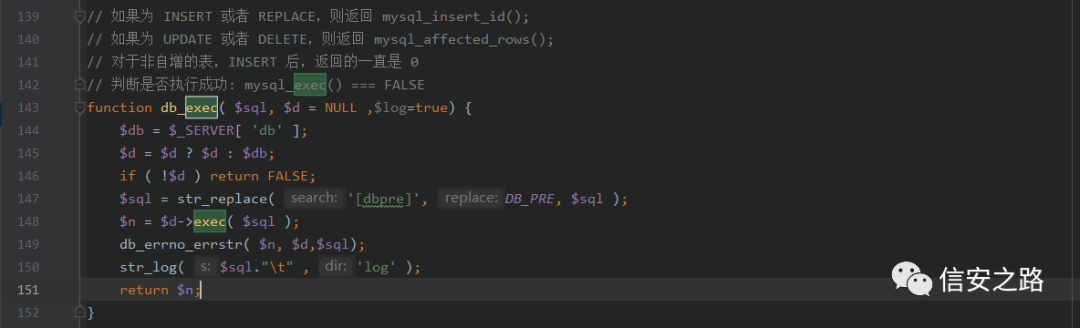 139 // 如果为 INSERT 或者 REPLACE，则返回 mysql_insert_id();
140 // 如果为 UPDATE 或者 DELETE，则返回 mysql_affected_rows();
141 // 对于非自增的表，INSERT 后，返回的一直是 0
142 // 判断是否执行成功: mysql_exec() === FALSE
143 function db_exec( $sql, $d = NULL ,$log=true) {
144 $db = $_SERVER[ 'db' ];
145 $d = $d ? $d : $db;
146 if ( !$d ) return FALSE;
147 $sql = str_replace( search: '[dbpre]', replace: DB_PRE, $sql );
148 $n = $d->exec( $sql );
149 db_errno_errstr( $n, $d,$sql);
150 str_log( s: $sql."\t" , dir: 'log' );
151 return $n;
152 }
信安之路